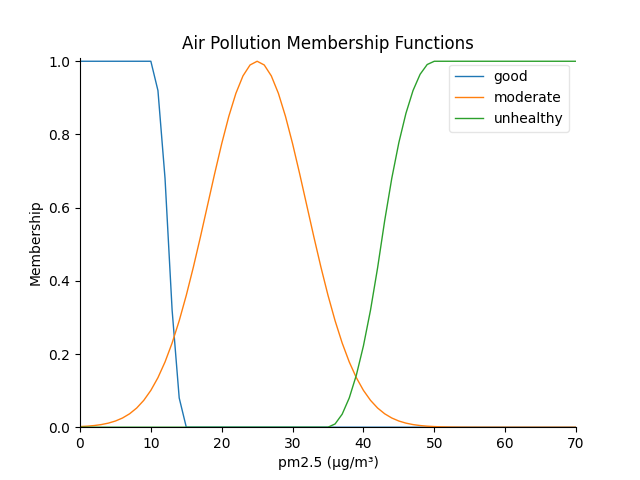 Air Pollution Membership Functions
good
moderate
unhealthy
Membership
1.0
0.8
0.6
0.4
0.2
0.0
0 10 20 30 40 50 60 70
pm2.5 (µg/m³)